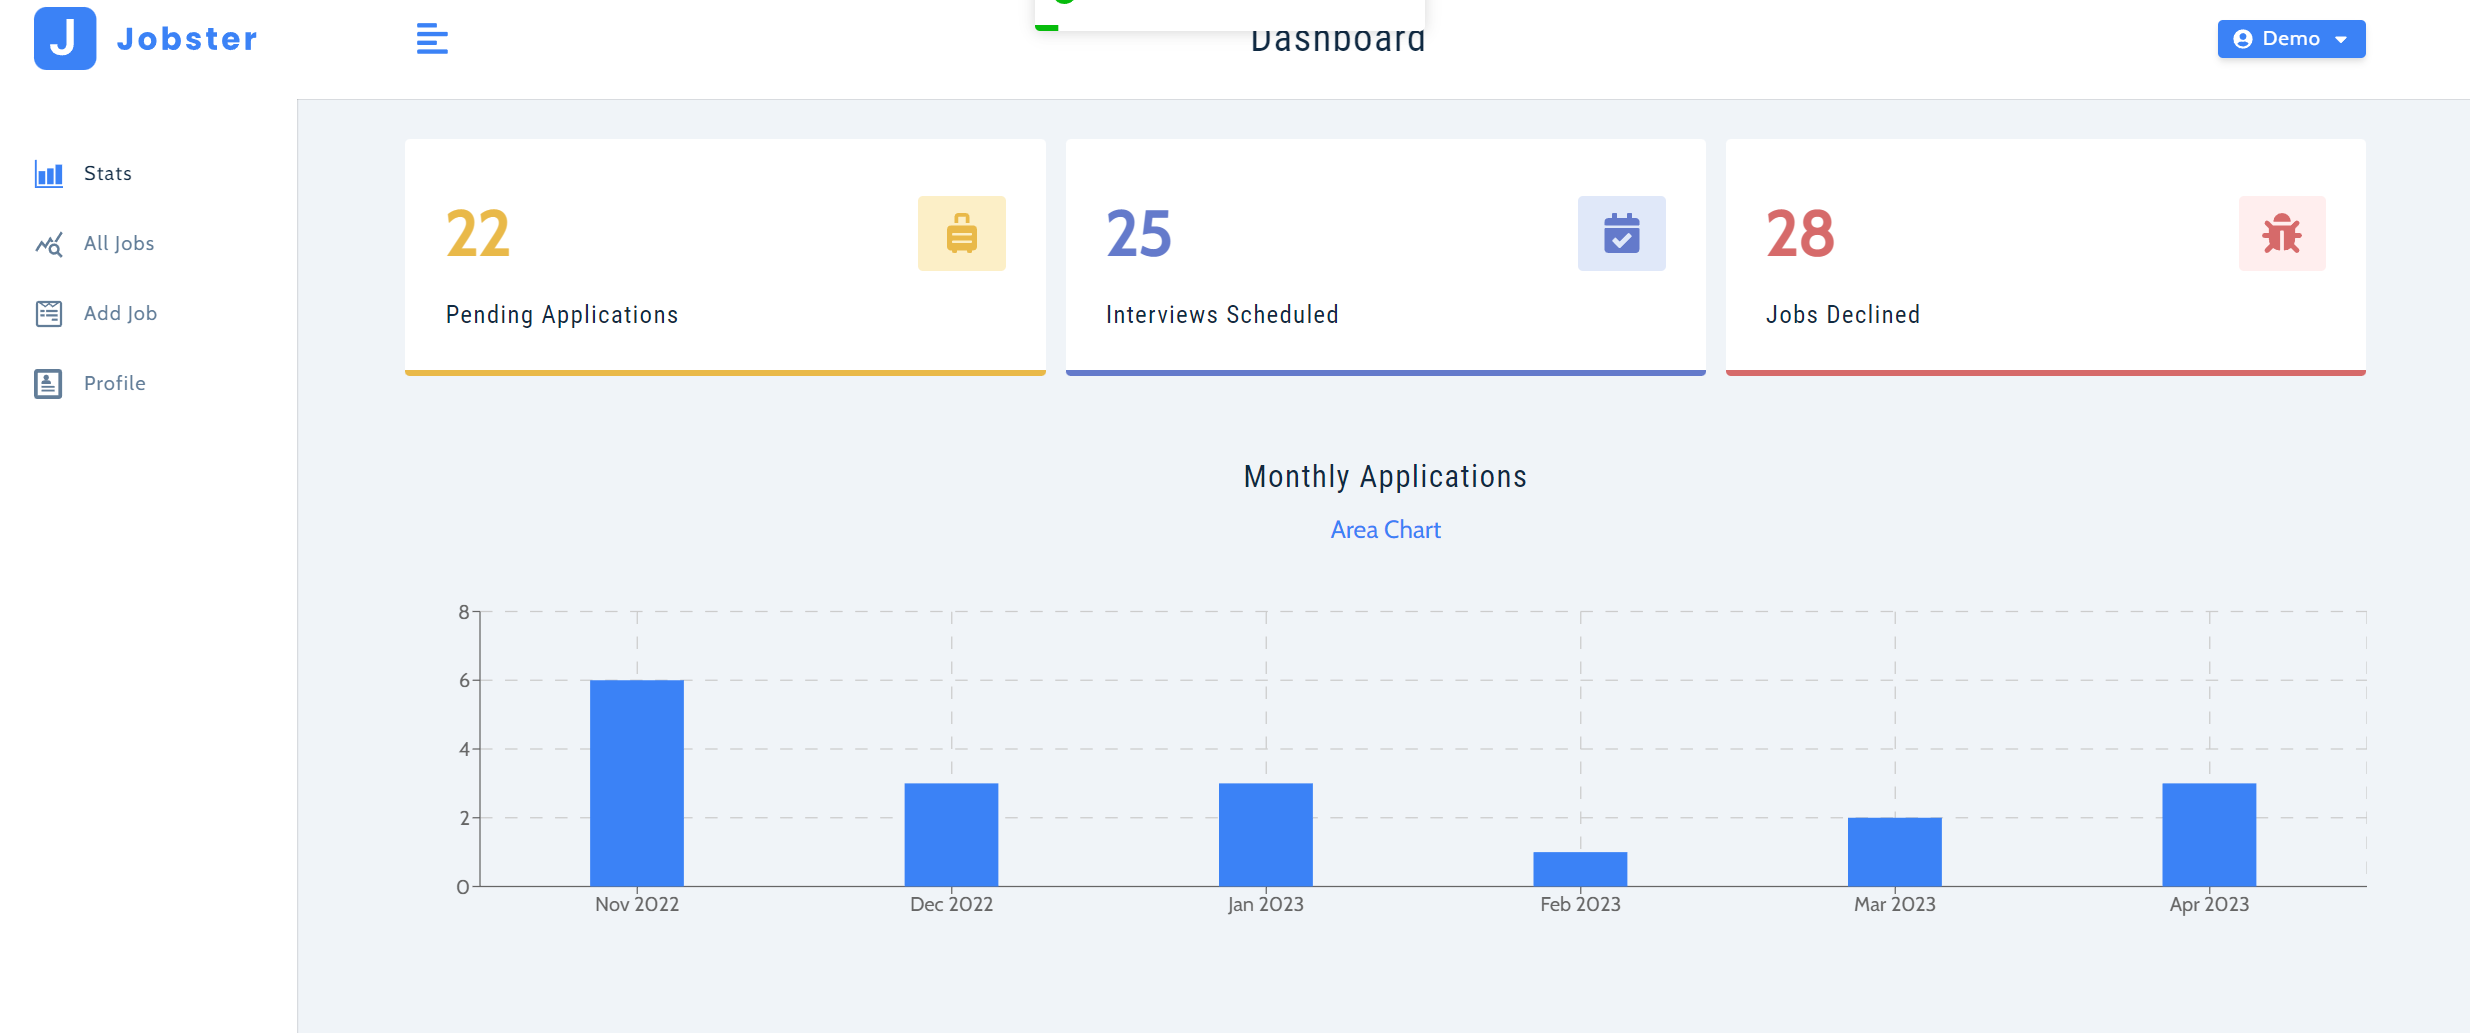 J Jobster
Dashboard
Demo
Stats
All Jobs
Add Job
Profile
22
Pending Applications
25
Interviews Scheduled
28
Jobs Declined
Monthly Applications
Area Chart
8
6
4
2
0
Nov 2022 Dec 2022 Jan 2023 Feb 2023 Mar 2023 Apr 2023